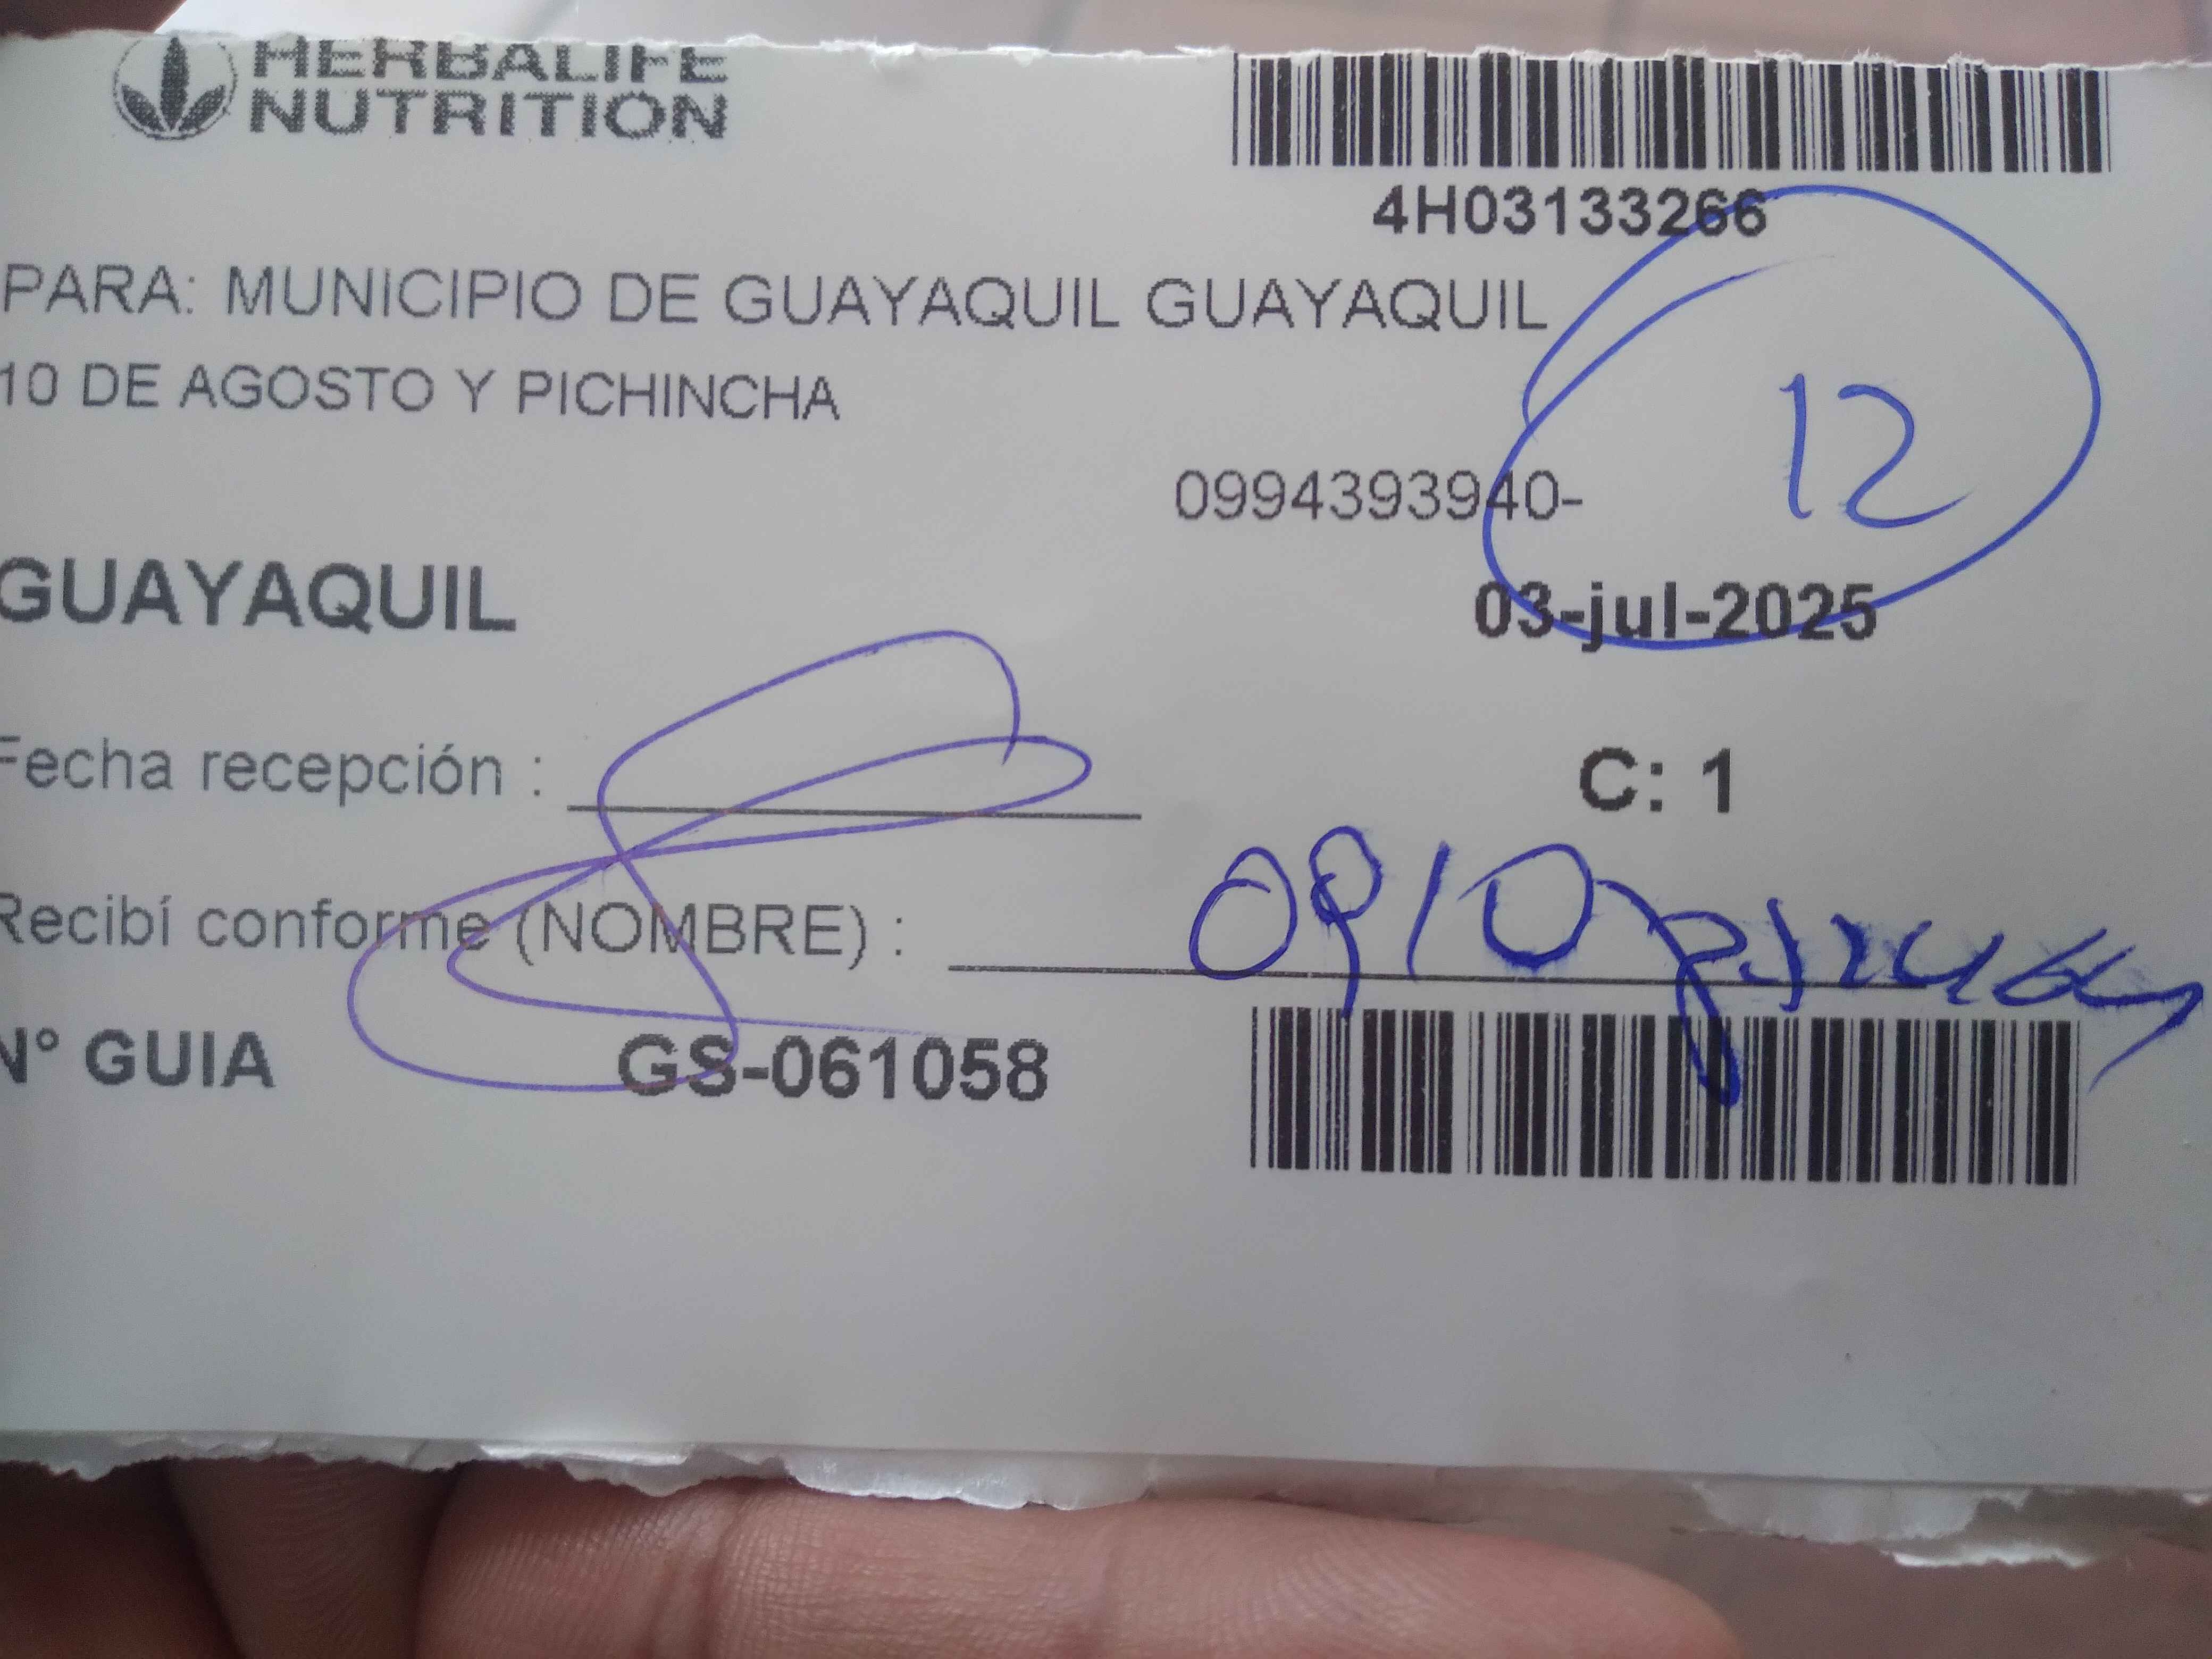 HERBALIFE
NUTRITION
4H03133266
PARA: MUNICIPIO DE GUAYAQUIL GUAYAQUIL
10 DE AGOSTO Y PICHINCHA
12
0994393940-
GUAYAQUIL
03-jul-2025
Fecha recepción :
C: 1
Recibí conforme (NOMBRE) :
N° GUIA GS-061058